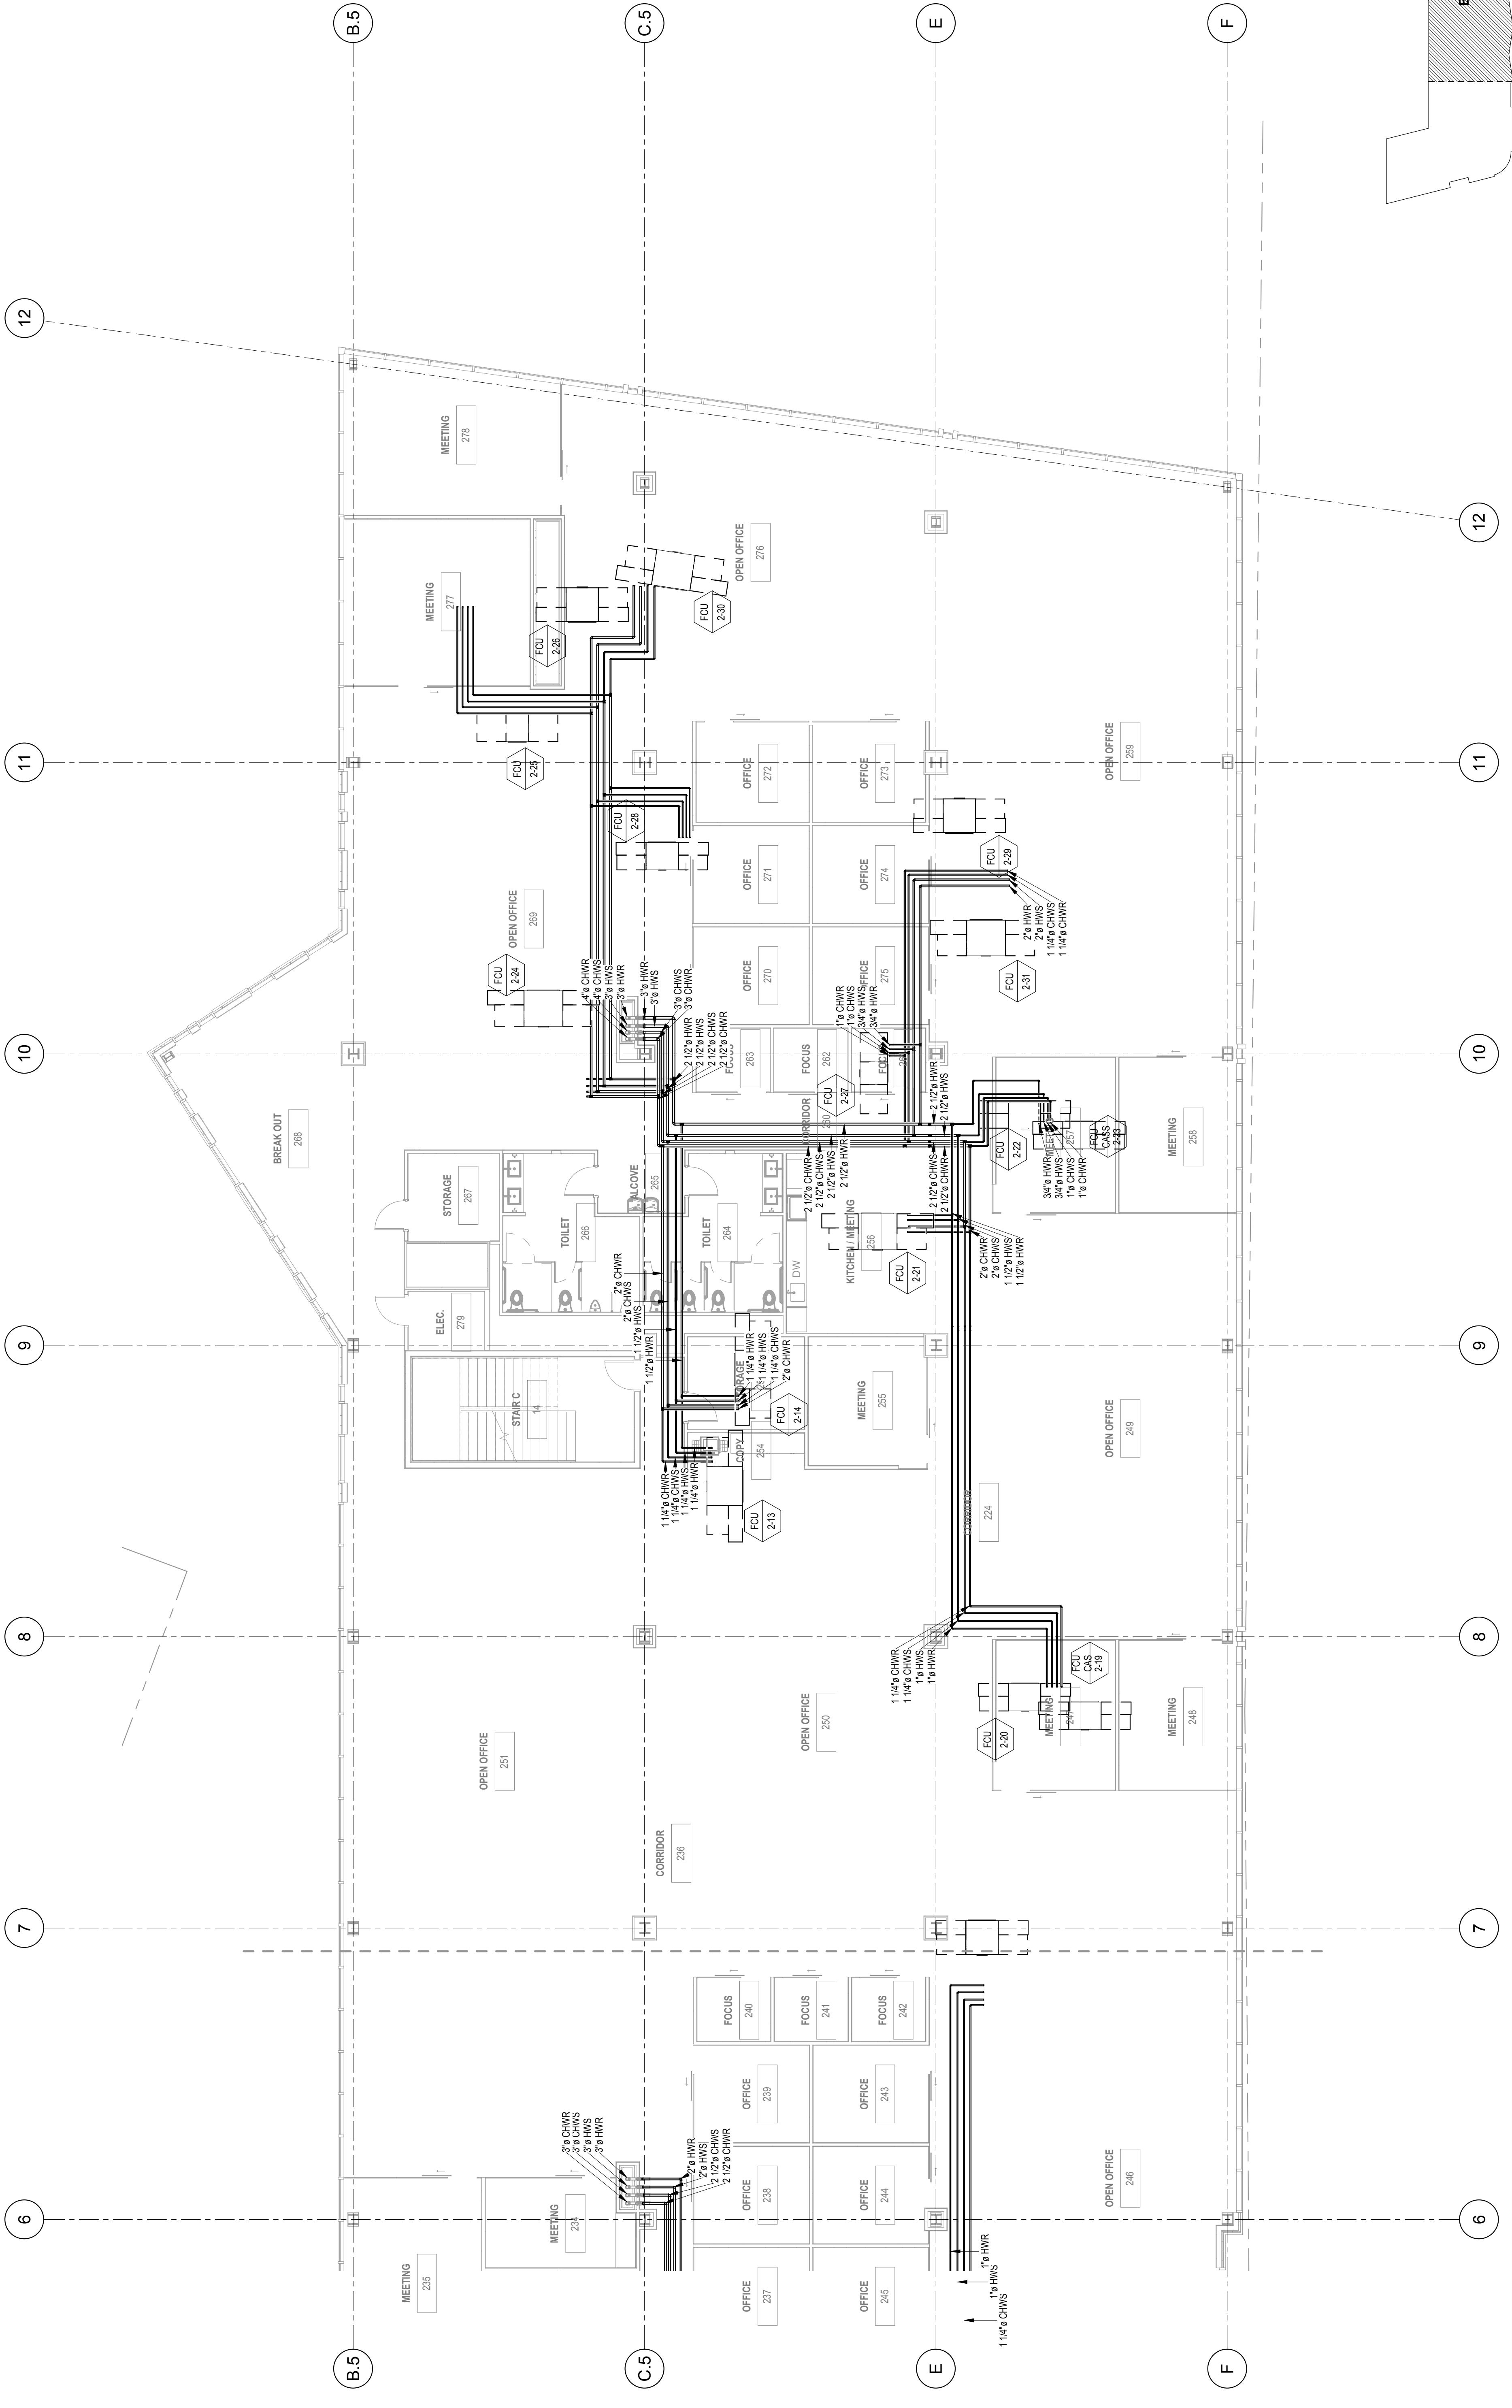 B.5
C.5
E
F
12
12
11
11
10
10
9
9
8
8
7
7
6
6
B.5
C.5
E
F
MEETING
278
MEETING
277
FCU
2-26
FCU
2-30
OPEN OFFICE
276
FCU
2-25
FCU
2-28
OFFICE
272
OFFICE
273
OPEN OFFICE
259
OPEN OFFICE
269
FCU
2-24
OFFICE
271
OFFICE
274
FCU
2-29
OFFICE
270
OFFICE
275
FCU
2-31
2"ø HWR
2"ø HWS
1 1/4"ø CHWS
1 1/4"ø CHWR
4"ø CHWR
4"ø CHWS
3"ø HWS
3"ø HWR
3"ø HWR
3"ø HWS
3"ø CHWS
3"ø CHWR
2 1/2"ø HWR
2 1/2"ø HWS
2 1/2"ø CHWS
2 1/2"ø CHWR
1"ø CHWR
1"ø CHWS
3/4"ø HWS
3/4"ø HWR
263
FOCUS
262
FCU
2-27
CORRIDOR
260
2 1/2"ø HWR
2 1/2"ø HWS
2 1/2"ø CHWS
2 1/2"ø CHWR
2 1/2"ø CHWR
2 1/2"ø CHWS
2 1/2"ø HWS
2 1/2"ø HWR
BREAK OUT
268
STORAGE
267
TOILET
266
ALCOVE
265
TOILET
264
DW
KITCHEN / MEETING
256
FCU
2-21
2"ø CHWR
2"ø CHWS
1 1/2"ø HWS
1 1/2"ø HWR
FCU
2-22
257
FCU
CASS
2-23
3/4"ø HWR
3/4"ø HWS
1"ø CHWS
1"ø CHWR
MEETING
258
ELEC.
279
STAIR C
14
2"ø CHWR
2"ø CHWS
1 1/2"ø HWS
1 1/2"ø HWR
1 1/4"ø HWR
1 1/4"ø HWS
1 1/4"ø CHWS
2"ø CHWR
FCU
2-14
MEETING
255
COPY
254
FCU
2-13
1 1/4"ø CHWR
1 1/4"ø CHWS
1 1/4"ø HWS
1 1/4"ø HWR
OPEN OFFICE
249
224
1 1/4"ø CHWR
1 1/4"ø CHWS
1"ø HWS
1"ø HWR
FCU
CAS
2-19
FCU
2-20
MEETING
247
MEETING
248
OPEN OFFICE
251
OPEN OFFICE
250
CORRIDOR
236
FOCUS
240
FOCUS
241
FOCUS
242
OFFICE
239
OFFICE
243
3"ø CHWR
3"ø CHWS
3"ø HWS
3"ø HWR
2"ø HWR
2"ø HWS
2 1/2"ø CHWS
2 1/2"ø CHWR
MEETING
234
MEETING
235
OFFICE
238
OFFICE
244
OPEN OFFICE
246
OFFICE
237
OFFICE
245
1"ø HWR
1"ø HWS
1 1/4"ø CHWS